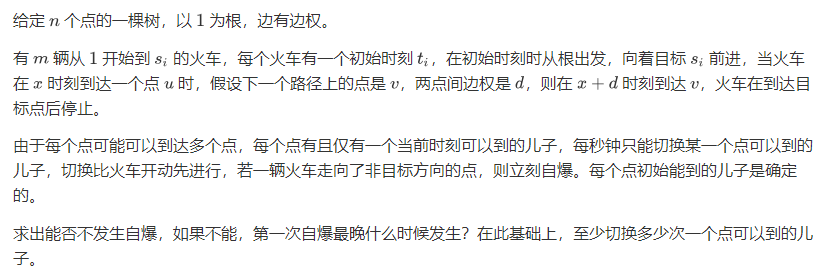 给定 n 个点的一棵树，以 1 为根，边有边权。
有 m 辆从 1 开始到 s_i 的火车，每个火车有一个初始时刻 t_i，在初始时刻时从根出发，向着目标 s_i 前进，当火车
在 x 时刻到达一个点 u 时，假设下一个路径上的点是 v，两点间边权是 d，则在 x + d 时刻到达 v，火车在到达目
标点后停止。
由于每个点可能可以到达多个点，每个点有且仅有一个当前时刻可以到的儿子，每秒钟只能切换某一个点可以到的
儿子，切换比火车开动先进行，若一辆火车走向了非目标方向的点，则立刻自爆。每个点初始能到的儿子是确定
的。
求出能否不发生自爆，如果不能，第一次自爆最晚什么时候发生？在此基础上，至少切换多少次一个点可以到的儿
子。